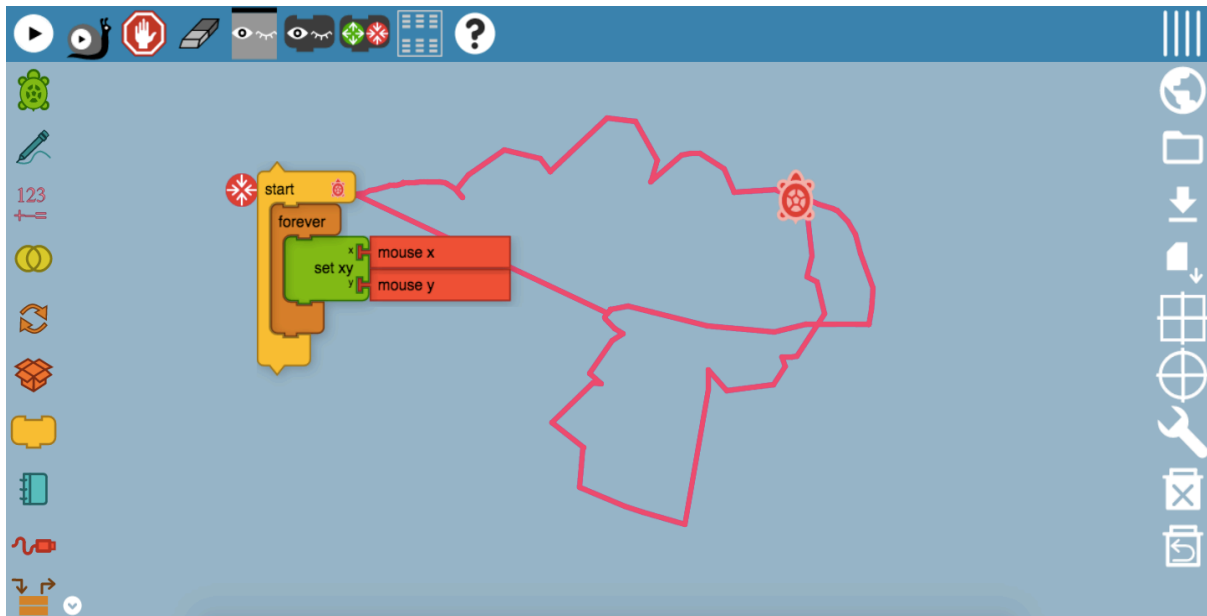 ?
123
+−=
start
forever
x mouse x
set xy
y mouse y